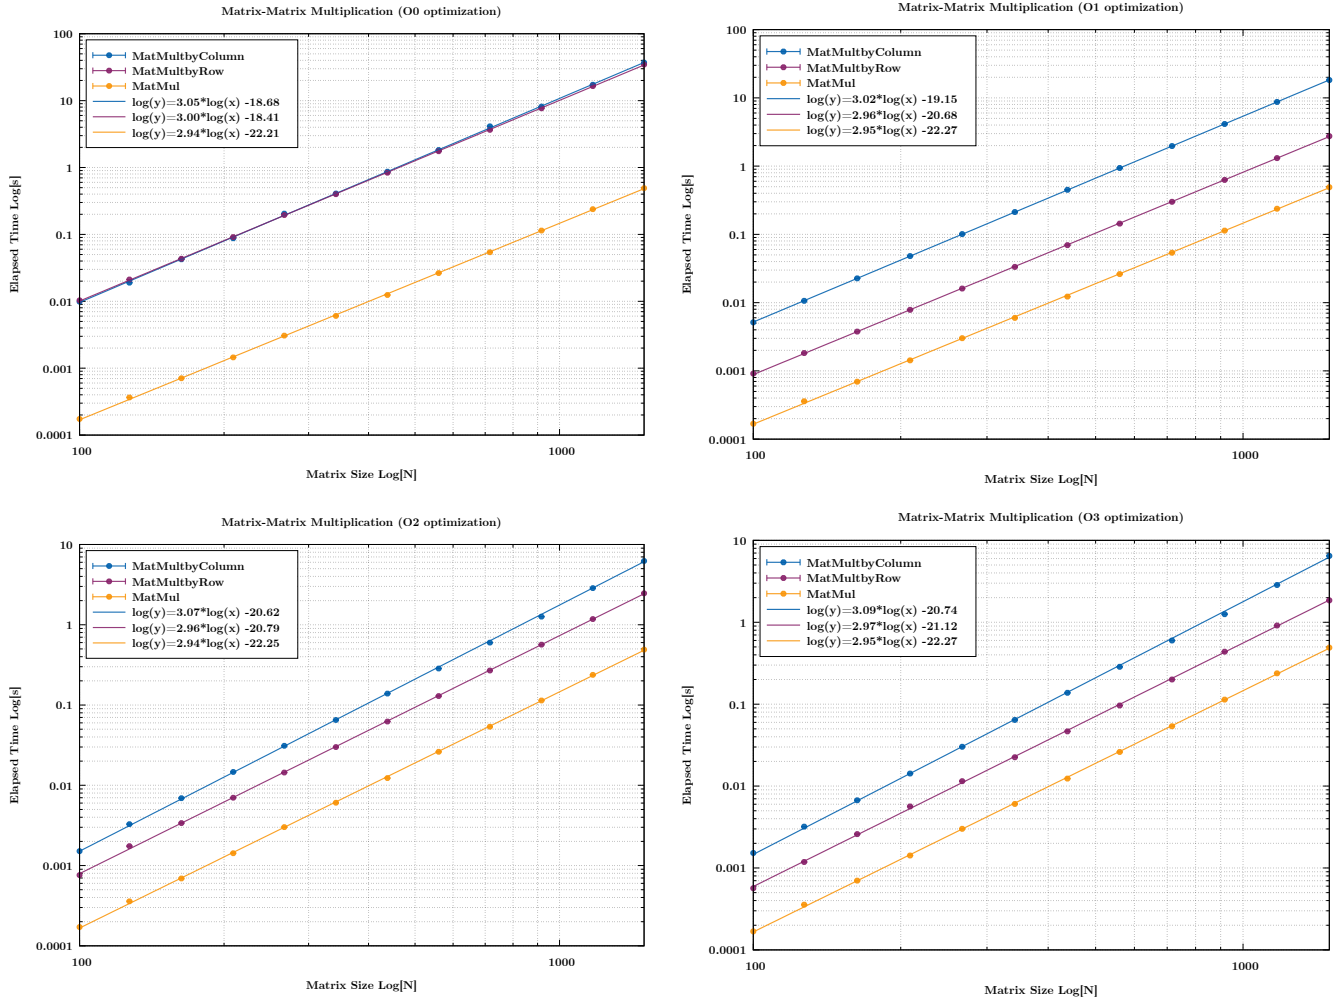 Matrix-Matrix Multiplication (O0 optimization)
100
10
1
0.1
0.01
0.001
0.0001
Elapsed Time Log[s]
MatMultbyColumn
MatMultbyRow
MatMul
log(y)=3.05*log(x) -18.68
log(y)=3.00*log(x) -18.41
log(y)=2.94*log(x) -22.21
100
1000
Matrix Size Log[N]
Matrix-Matrix Multiplication (O1 optimization)
100
10
1
0.1
0.01
0.001
0.0001
Elapsed Time Log[s]
MatMultbyColumn
MatMultbyRow
MatMul
log(y)=3.02*log(x) -19.15
log(y)=2.96*log(x) -20.68
log(y)=2.95*log(x) -22.27
100
1000
Matrix Size Log[N]
Matrix-Matrix Multiplication (O2 optimization)
10
1
0.1
0.01
0.001
0.0001
Elapsed Time Log[s]
MatMultbyColumn
MatMultbyRow
MatMul
log(y)=3.07*log(x) -20.62
log(y)=2.96*log(x) -20.79
log(y)=2.94*log(x) -22.25
100
1000
Matrix Size Log[N]
Matrix-Matrix Multiplication (O3 optimization)
10
1
0.1
0.01
0.001
0.0001
Elapsed Time Log[s]
MatMultbyColumn
MatMultbyRow
MatMul
log(y)=3.09*log(x) -20.74
log(y)=2.97*log(x) -21.12
log(y)=2.95*log(x) -22.27
100
1000
Matrix Size Log[N]